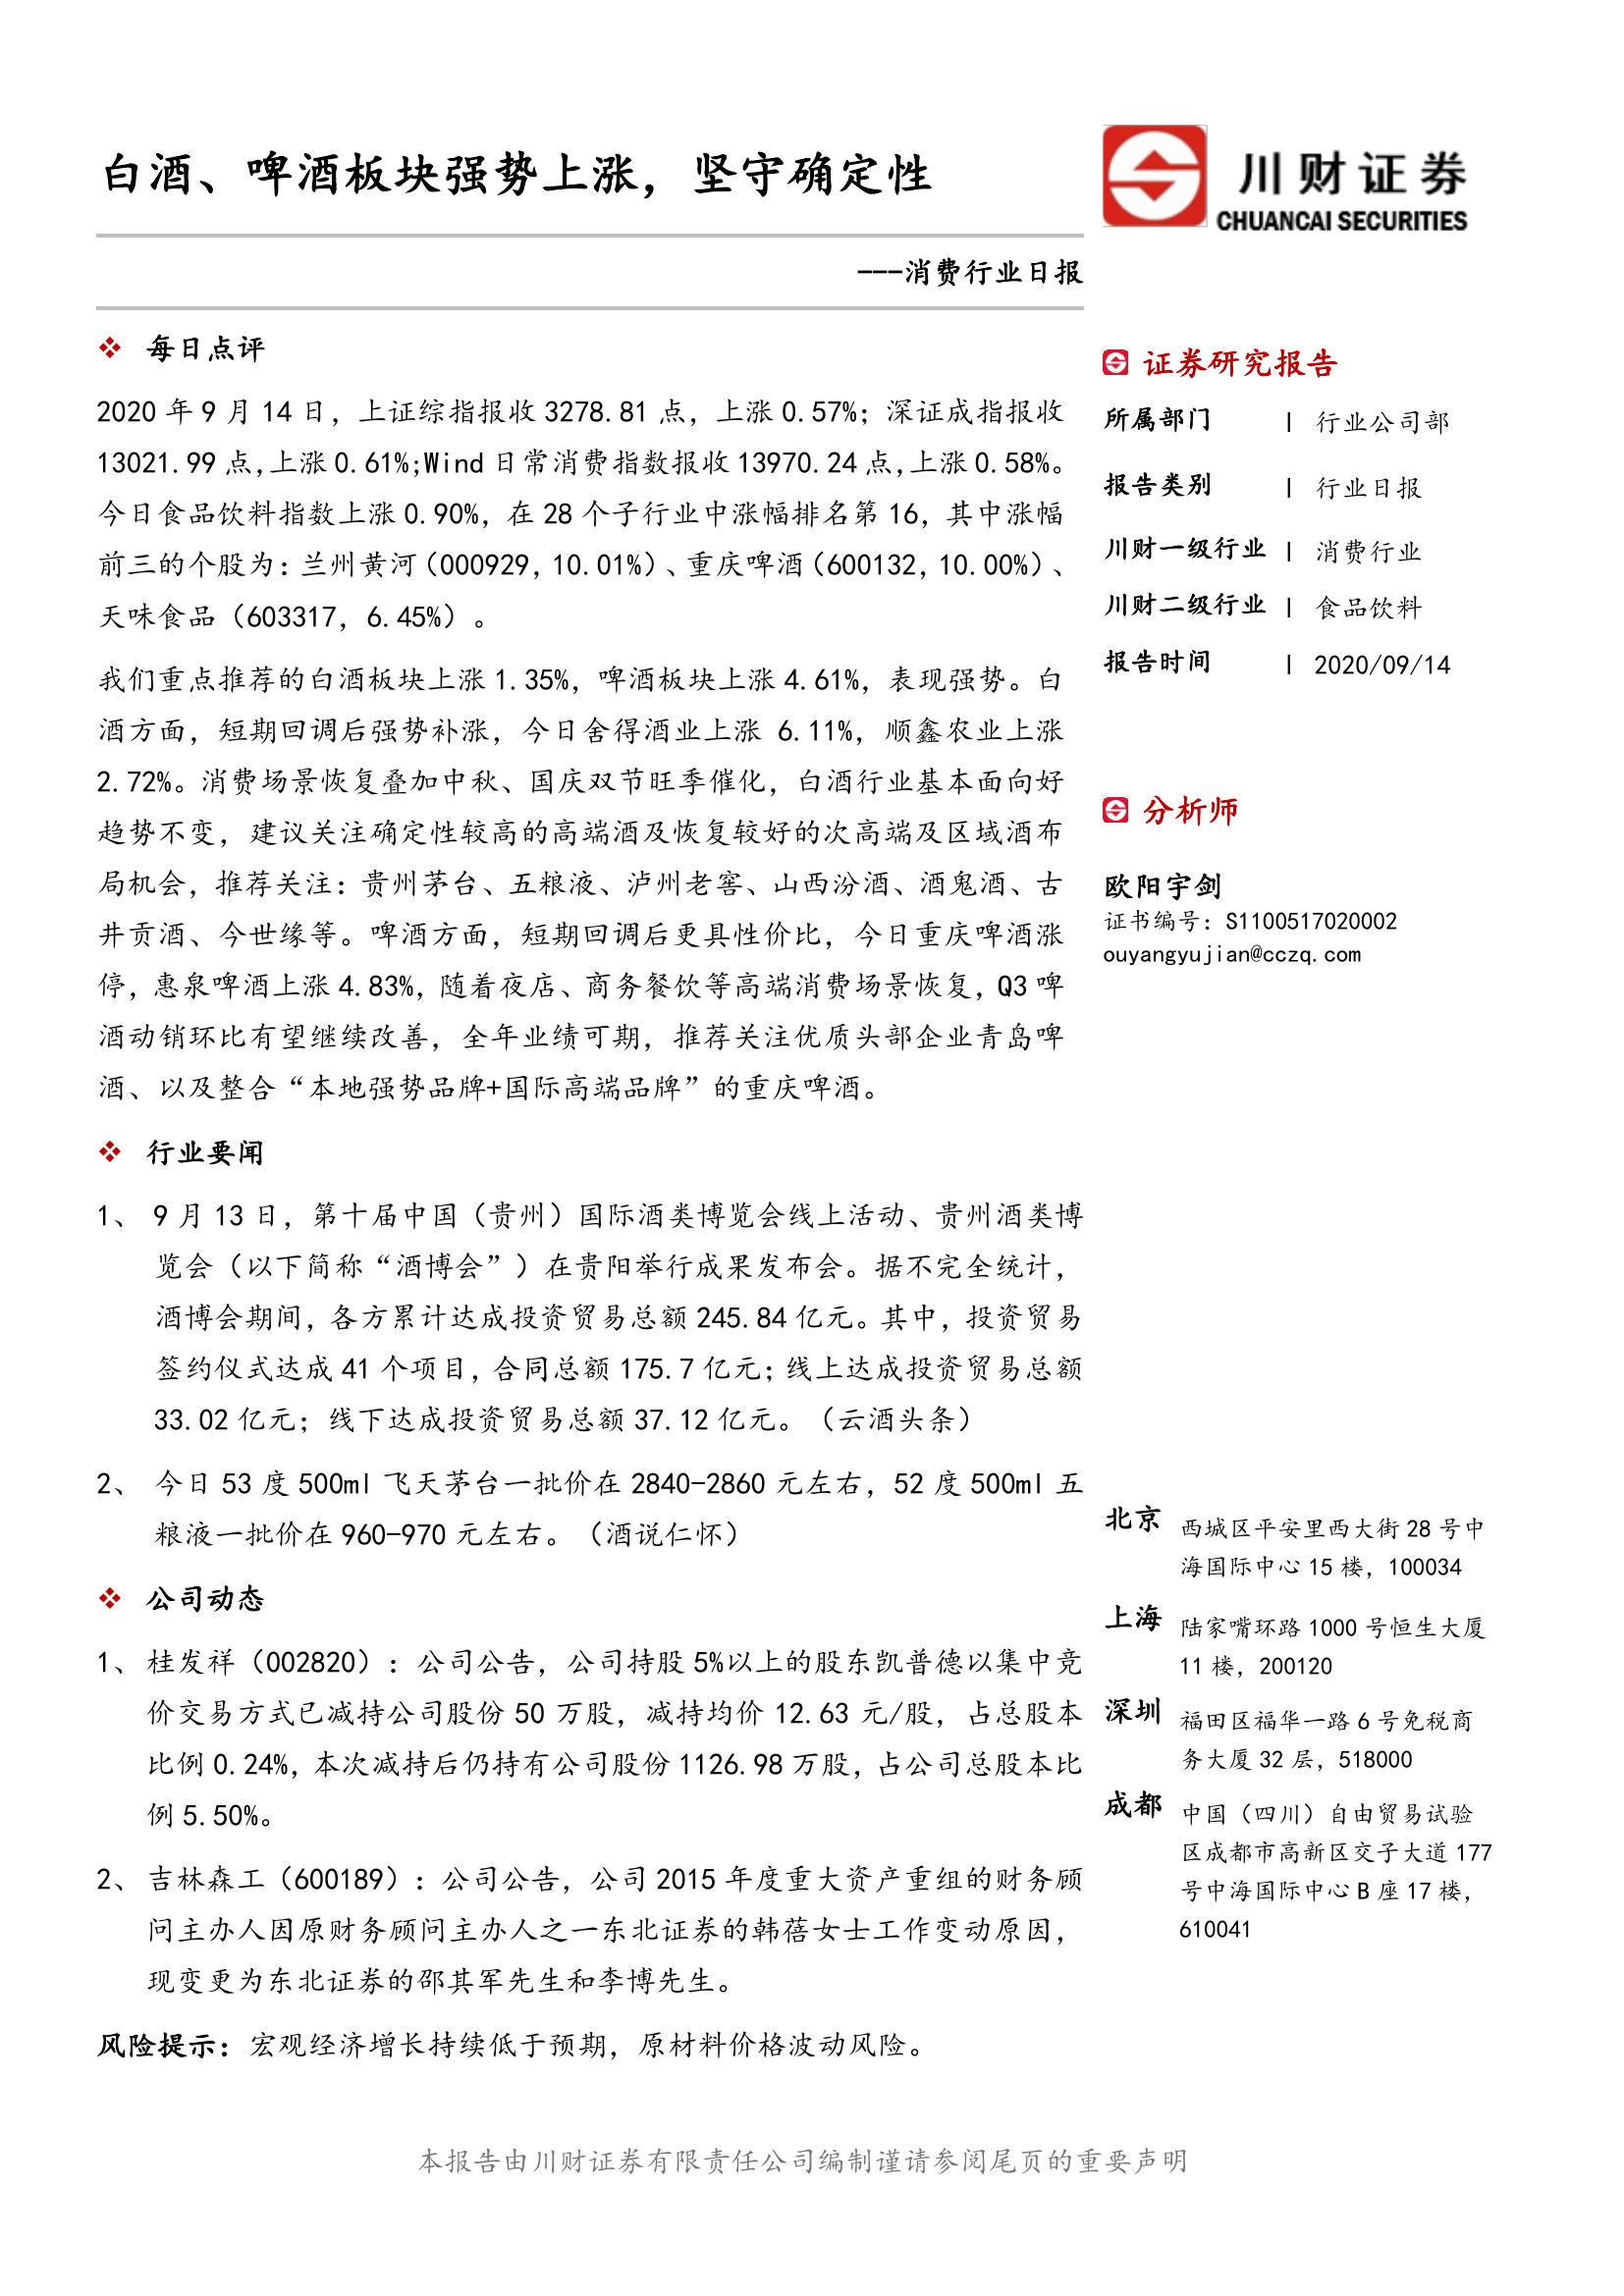 白酒、啤酒板块强势上涨，坚守确定性
川财证券
CHUANCAI SECURITIES
---消费行业日报
每日点评
2020 年 9 月 14 日，上证综指报收 3278.81 点，上涨 0.57%；深证成指报收
13021.99 点,上涨 0.61%;Wind 日常消费指数报收 13970.24 点,上涨 0.58%。
今日食品饮料指数上涨 0.90%，在 28 个子行业中涨幅排名第 16，其中涨幅
前三的个股为：兰州黄河（000929，10.01%）、重庆啤酒（600132，10.00%）、
天味食品（603317，6.45%）。
我们重点推荐的白酒板块上涨 1.35%，啤酒板块上涨 4.61%，表现强势。白
酒方面，短期回调后强势补涨，今日舍得酒业上涨 6.11%，顺鑫农业上涨
2.72%。消费场景恢复叠加中秋、国庆双节旺季催化，白酒行业基本面向好
趋势不变，建议关注确定性较高的高端酒及恢复较好的次高端及区域酒布
局机会，推荐关注：贵州茅台、五粮液、泸州老窖、山西汾酒、酒鬼酒、古
井贡酒、今世缘等。啤酒方面，短期回调后更具性价比，今日重庆啤酒涨
停，惠泉啤酒上涨 4.83%，随着夜店、商务餐饮等高端消费场景恢复，Q3 啤
酒动销环比有望继续改善，全年业绩可期，推荐关注优质头部企业青岛啤
酒、以及整合“本地强势品牌+国际高端品牌”的重庆啤酒。
行业要闻
1、 9 月 13 日，第十届中国（贵州）国际酒类博览会线上活动、贵州酒类博
览会（以下简称“酒博会”）在贵阳举行成果发布会。据不完全统计，
酒博会期间，各方累计达成投资贸易总额 245.84 亿元。其中，投资贸易
签约仪式达成 41 个项目，合同总额 175.7 亿元；线上达成投资贸易总额
33.02 亿元；线下达成投资贸易总额 37.12 亿元。（云酒头条）
2、 今日 53 度 500ml 飞天茅台一批价在 2840-2860 元左右，52 度 500ml 五
粮液一批价在 960-970 元左右。（酒说仁怀）
公司动态
1、 桂发祥（002820）：公司公告，公司持股 5%以上的股东凯普德以集中竞
价交易方式已减持公司股份 50 万股，减持均价 12.63 元/股，占总股本
比例 0.24%，本次减持后仍持有公司股份 1126.98 万股，占公司总股本比
例 5.50%。
2、 吉林森工（600189）：公司公告，公司 2015 年度重大资产重组的财务顾
问主办人因原财务顾问主办人之一东北证券的韩蓓女士工作变动原因，
现变更为东北证券的邵其军先生和李博先生。
风险提示：宏观经济增长持续低于预期，原材料价格波动风险。
证券研究报告
所属部门 | 行业公司部
报告类别 | 行业日报
川财一级行业 | 消费行业
川财二级行业 | 食品饮料
报告时间 | 2020/09/14
分析师
欧阳宇剑
证书编号：S1100517020002
ouyangyujian@cczq.com
北京 西城区平安里西大街 28 号中
海国际中心 15 楼，100034
上海 陆家嘴环路 1000 号恒生大厦
11 楼，200120
深圳 福田区福华一路 6 号免税商
务大厦 32 层，518000
成都 中国（四川）自由贸易试验
区成都市高新区交子大道 177
号中海国际中心 B 座 17 楼，
610041
本报告由川财证券有限责任公司编制谨请参阅尾页的重要声明